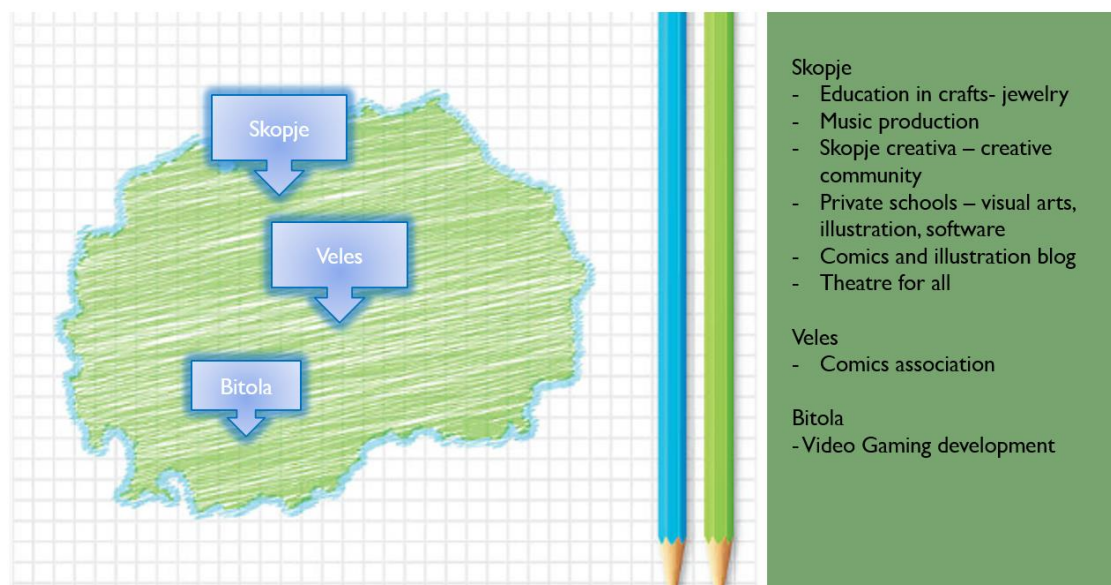 Skopje
Veles
Bitola
Skopje
- Education in crafts- jewelry
- Music production
- Skopje creativa – creative
community
- Private schools – visual arts,
illustration, software
- Comics and illustration blog
- Theatre for all
Veles
- Comics association
Bitola
- Video Gaming development